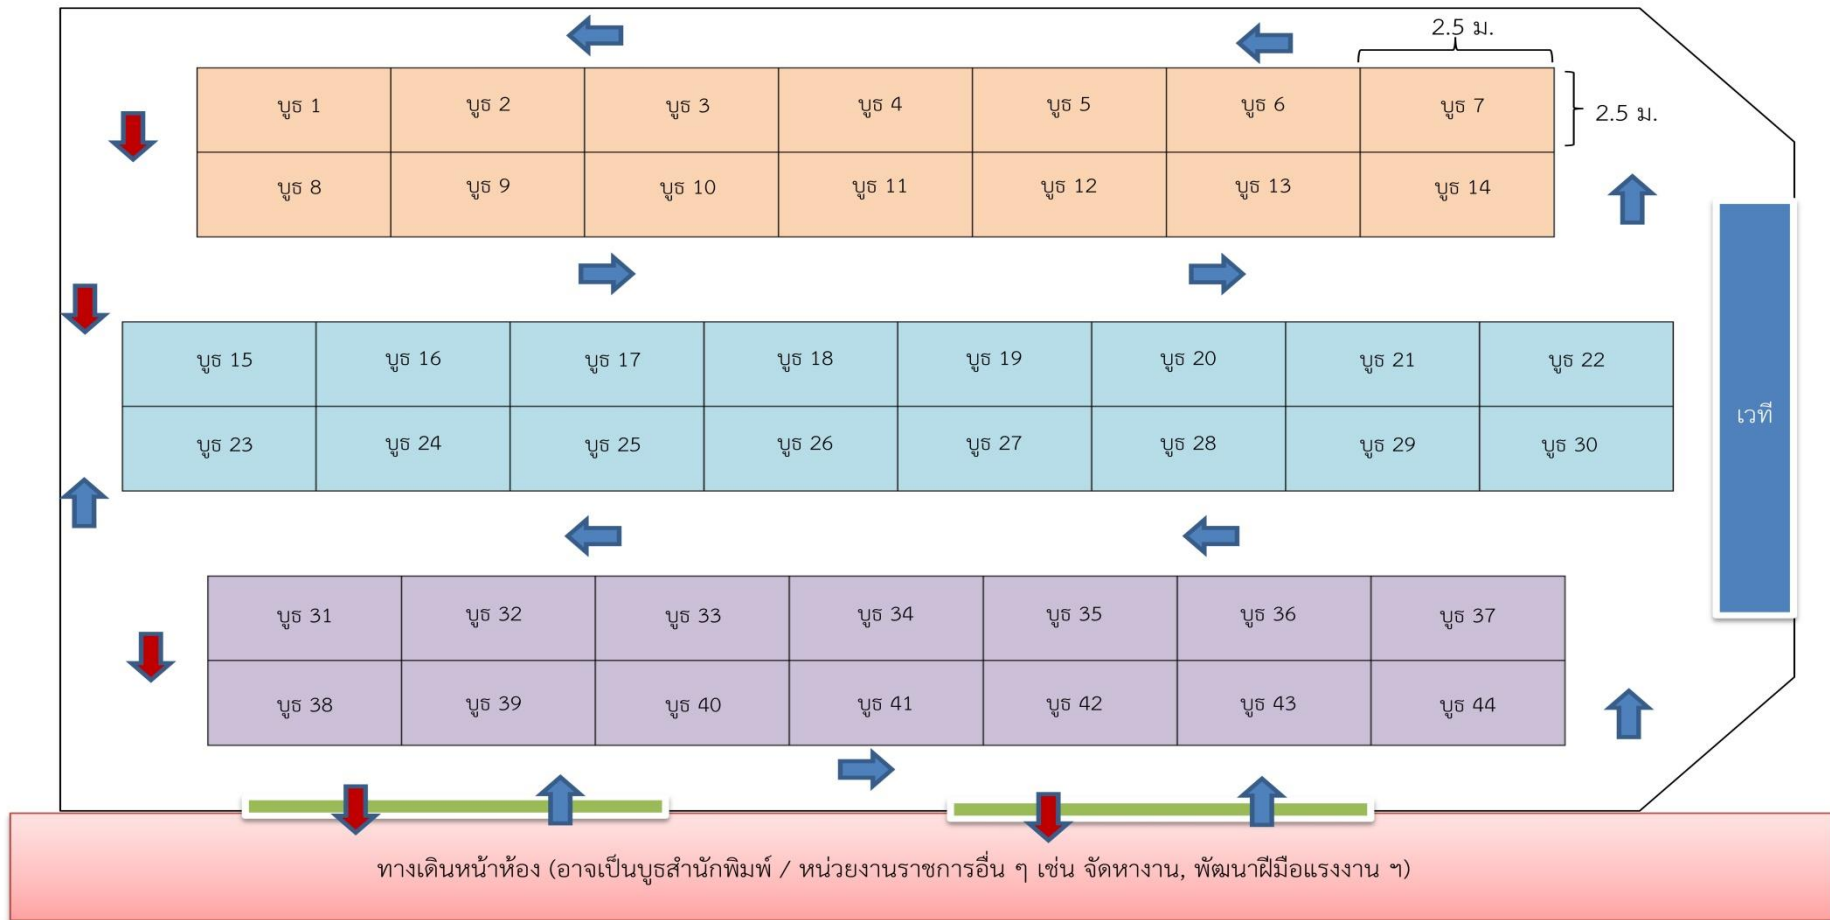 2.5 ม.
บูธ 1 บูธ 2 บูธ 3 บูธ 4 บูธ 5 บูธ 6 บูธ 7
2.5 ม.
บูธ 8 บูธ 9 บูธ 10 บูธ 11 บูธ 12 บูธ 13 บูธ 14
บูธ 15 บูธ 16 บูธ 17 บูธ 18 บูธ 19 บูธ 20 บูธ 21 บูธ 22
เวที
บูธ 23 บูธ 24 บูธ 25 บูธ 26 บูธ 27 บูธ 28 บูธ 29 บูธ 30
บูธ 31 บูธ 32 บูธ 33 บูธ 34 บูธ 35 บูธ 36 บูธ 37
บูธ 38 บูธ 39 บูธ 40 บูธ 41 บูธ 42 บูธ 43 บูธ 44
ทางเดินหน้าห้อง (อาจเป็นบูธสำนักพิมพ์ / หน่วยงานราชการอื่น ๆ เช่น จัดหางาน, พัฒนาฝีมือแรงงาน ฯ)